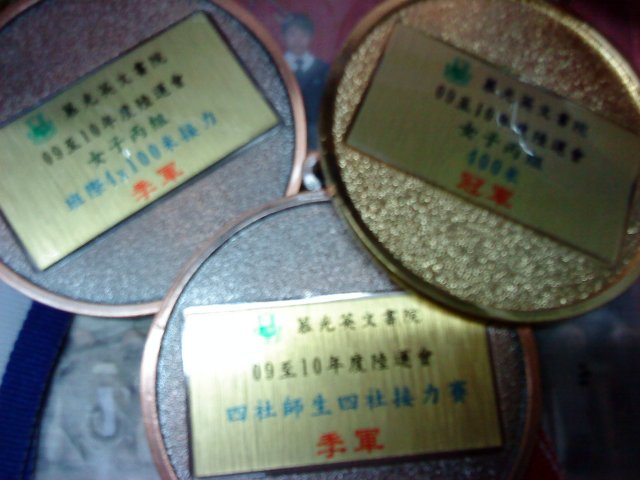 慕光英文書院
09至10年度陸運會
女子丙組
班際4x100米接力
季軍
慕光英文書院
09至10年度陸運會
女子丙組
400米
冠軍
慕光英文書院
09至10年度陸運會
四社師生四社接力賽
季軍